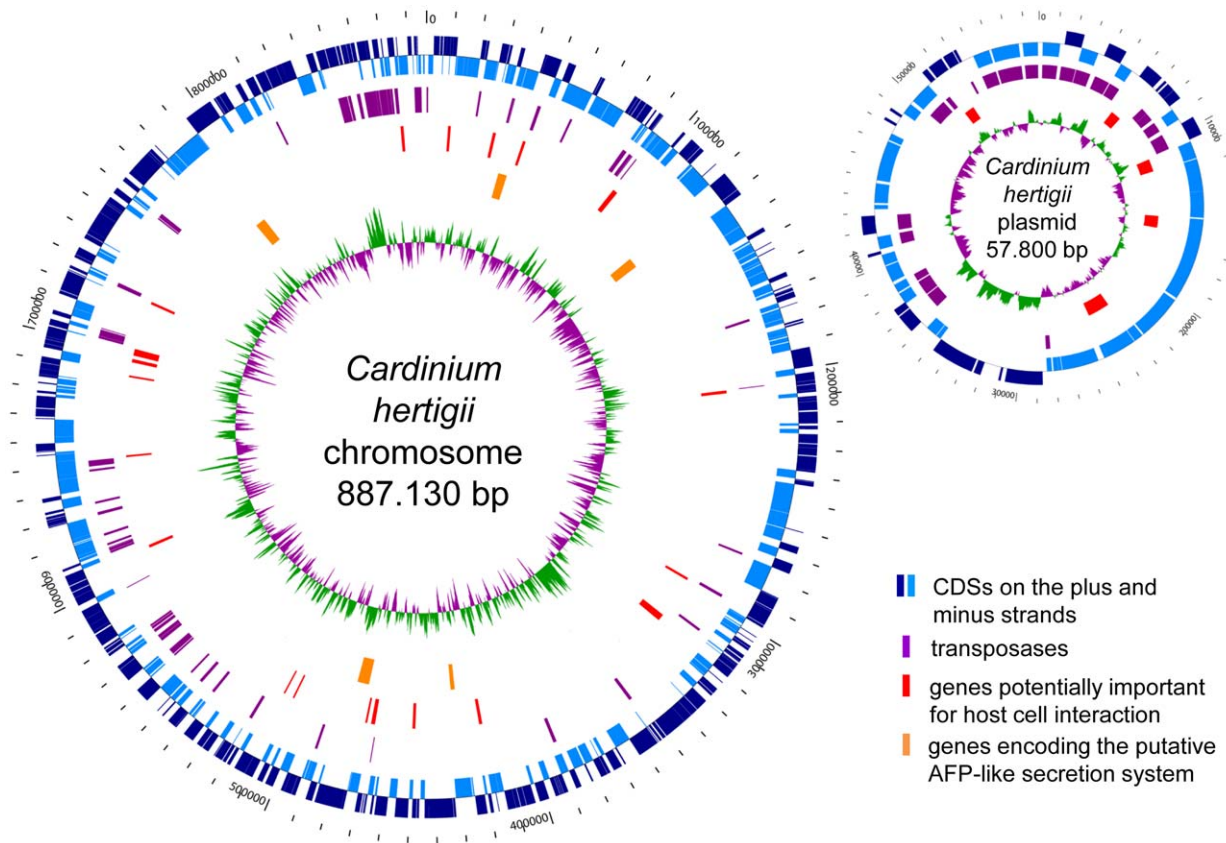 0
100000
200000
300000
400000
500000
600000
700000
800000
Cardinium
hertigii
chromosome
887.130 bp
0
10000
20000
30000
40000
50000
Cardinium
hertigii
plasmid
57.800 bp
CDSs on the plus and
minus strands
transposases
genes potentially important
for host cell interaction
genes encoding the putative
AFP-like secretion system